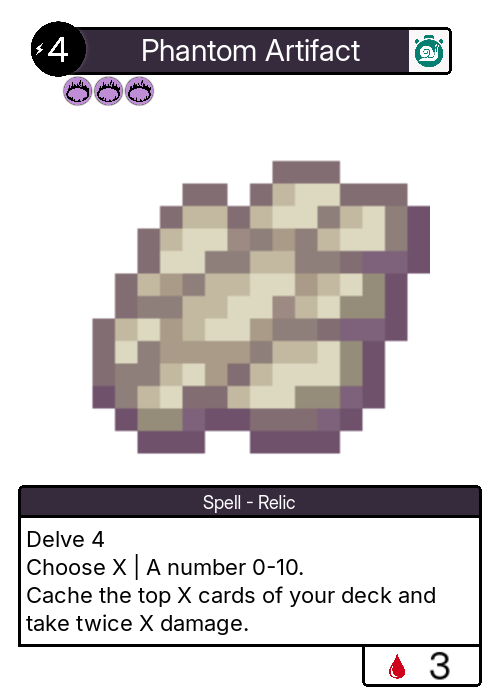 4
Phantom Artifact
Spell - Relic
Delve 4
Choose X | A number 0-10.
Cache the top X cards of your deck and
take twice X damage.
3